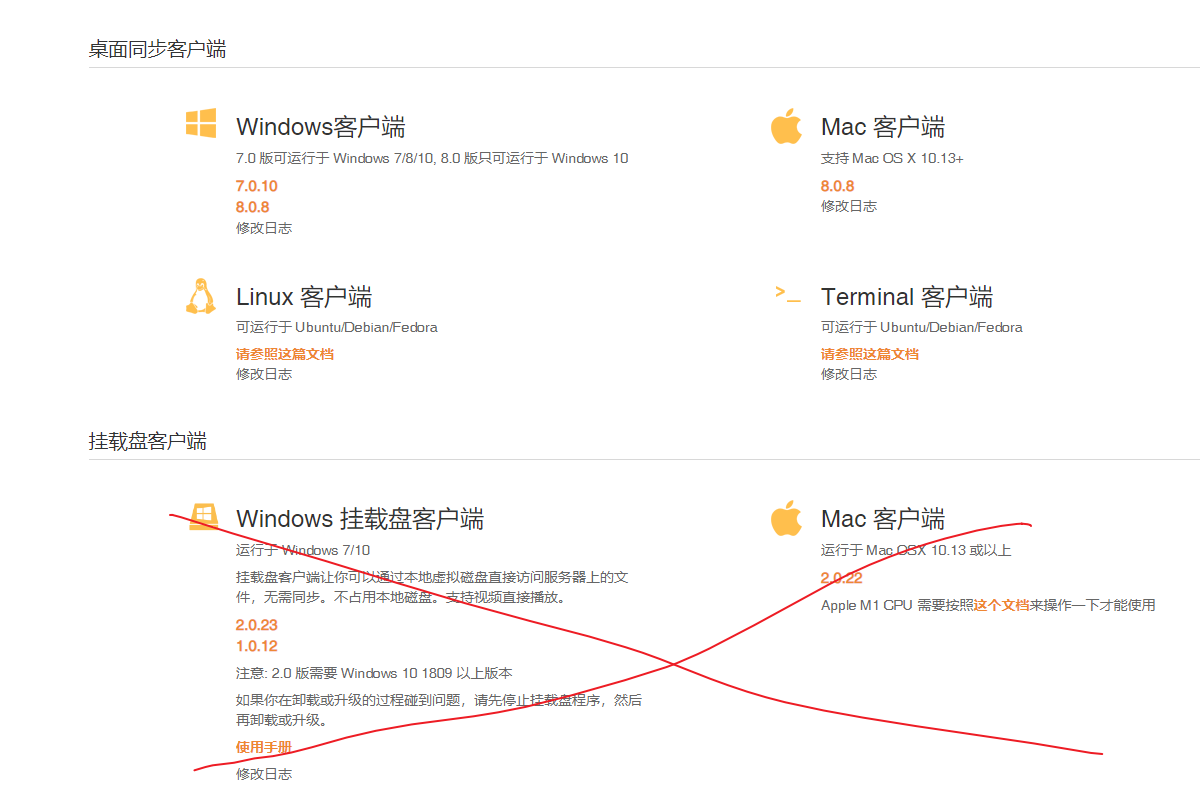 桌面同步客户端
Windows客户端
7.0 版可运行于 Windows 7/8/10, 8.0 版只可运行于 Windows 10
7.0.10
8.0.8
修改日志
Mac 客户端
支持 Mac OS X 10.13+
8.0.8
修改日志
Linux 客户端
可运行于 Ubuntu/Debian/Fedora
请参照这篇文档
修改日志
Terminal 客户端
可运行于 Ubuntu/Debian/Fedora
请参照这篇文档
修改日志
挂载盘客户端
Windows 挂载盘客户端
运行于 Windows 7/10
挂载盘客户端让你可以通过本地虚拟磁盘直接访问服务器上的文
件，无需同步。不占用本地磁盘。支持视频直接播放。
2.0.23
1.0.12
注意: 2.0 版需要 Windows 10 1809 以上版本
如果你在卸载或升级的过程碰到问题，请先停止挂载盘程序，然后
再卸载或升级。
使用手册
修改日志
Mac 客户端
运行于 Mac OSX 10.13 或以上
2.0.22
Apple M1 CPU 需要按照这个文档来操作一下才能使用